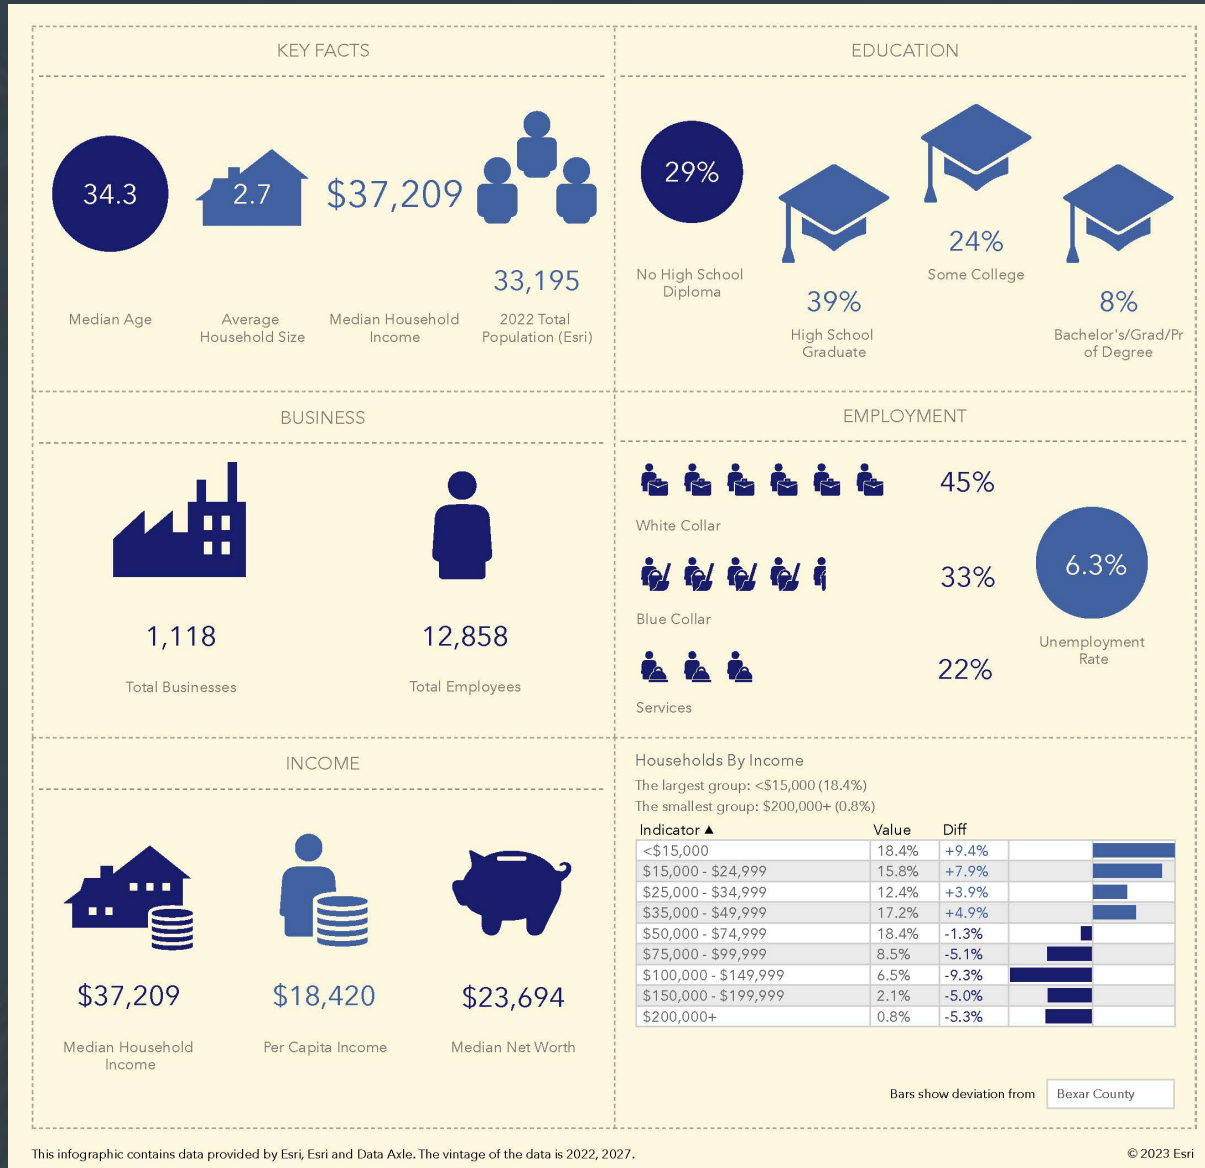 KEY FACTS
34.3
Median Age
2.7
Average
Household Size
$37,209
Median Household
Income
33,195
2022 Total
Population (Esri)
EDUCATION
29%
No High School
Diploma
39%
High School
Graduate
24%
Some College
8%
Bachelor's/Grad/Pr
of Degree
BUSINESS
1,118
Total Businesses
12,858
Total Employees
EMPLOYMENT
45%
White Collar
33%
Blue Collar
22%
Services
6.3%
Unemployment
Rate
INCOME
$37,209
Median Household
Income
$18,420
Per Capita Income
$23,694
Median Net Worth
Households By Income
The largest group: <$15,000 (18.4%)
The smallest group: $200,000+ (0.8%)
Indicator ▲ Value Diff
<$15,000 18.4% +9.4%
$15,000 - $24,999 15.8% +7.9%
$25,000 - $34,999 12.4% +3.9%
$35,000 - $49,999 17.2% +4.9%
$50,000 - $74,999 18.4% -1.3%
$75,000 - $99,999 8.5% -5.1%
$100,000 - $149,999 6.5% -9.3%
$150,000 - $199,999 2.1% -5.0%
$200,000+ 0.8% -5.3%
Bars show deviation from Bexar County
This infographic contains data provided by Esri, Esri and Data Axle. The vintage of the data is 2022, 2027.
© 2023 Esri